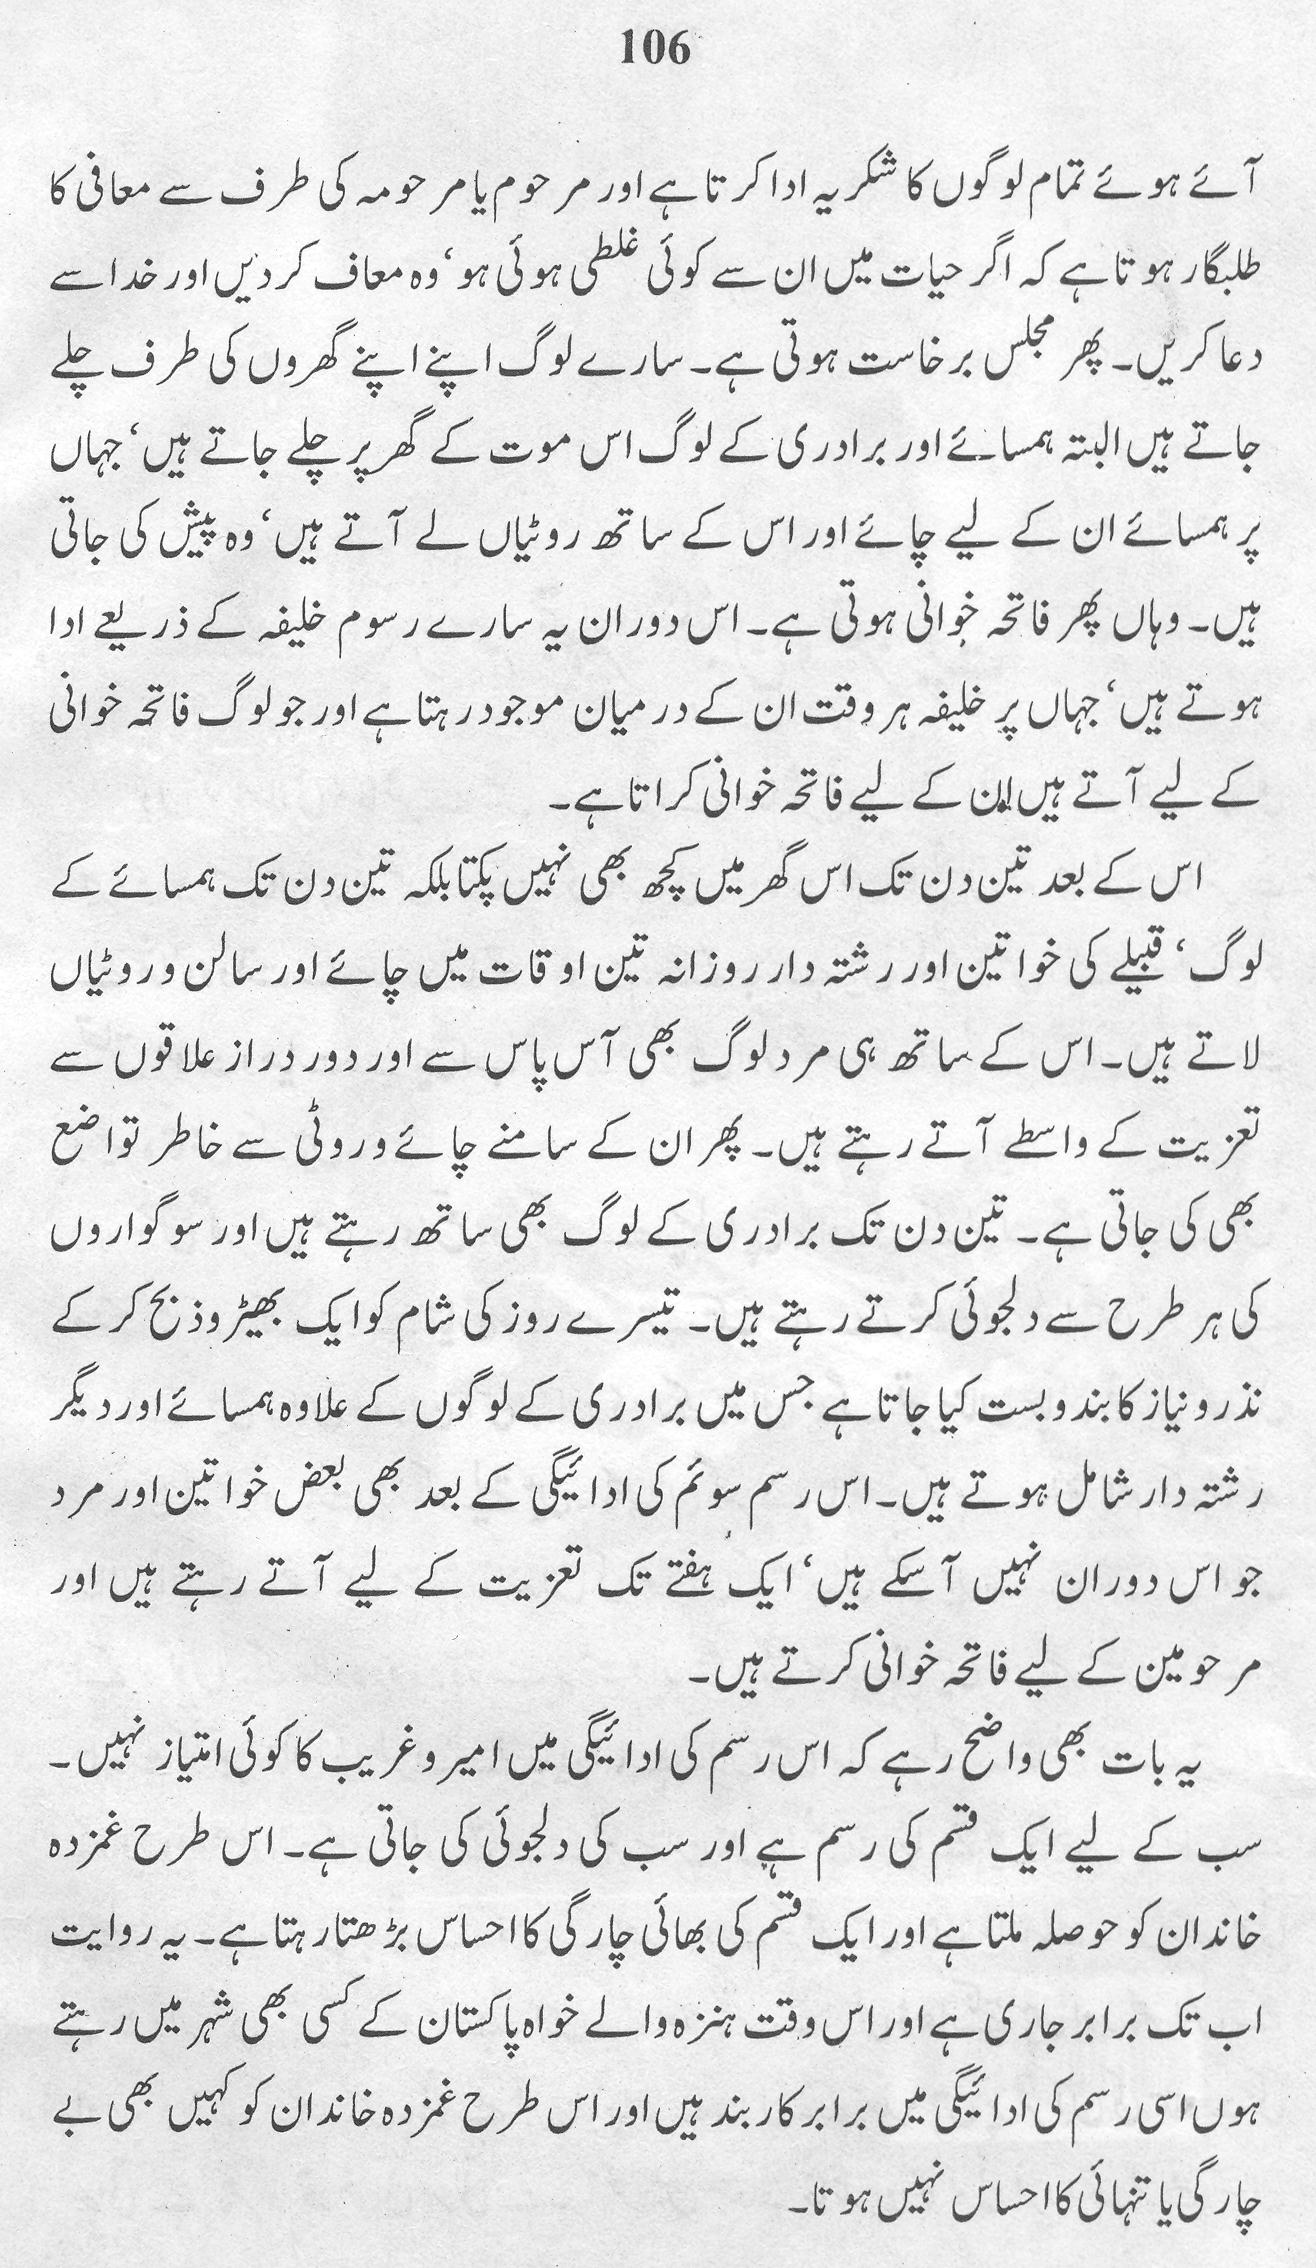 106
آئے ہوئے تمام لوگوں کا شکریہ ادا کرتا ہے اور مرحوم یا مرحومہ کی طرف سے معافی کا
طلبگار ہوتا ہے کہ اگر حیات میں ان سے کوئی غلطی ہوئی ہو‘ وہ معاف کردیں اور خدا سے
دعا کریں۔ پھر مجلس برخاست ہوتی ہے۔ سارے لوگ اپنے اپنے گھروں کی طرف چلے
جاتے ہیں البتہ ہمسائے اور برادری کے لوگ اس موت کے گھر پر چلے جاتے ہیں‘ جہاں
پر ہمسائے ان کے لیے چائے اور اس کے ساتھ روٹیاں لے آتے ہیں‘ وہ پیش کی جاتی
ہیں۔ وہاں پھر فاتحہ خوانی ہوتی ہے۔ اس دوران یہ سارے رسوم خلیفہ کے ذریعے ادا
ہوتے ہیں‘ جہاں پر خلیفہ ہر وقت ان کے درمیان موجود رہتا ہے اور جو لوگ فاتحہ خوانی
کے لیے آتے ہیں ان کے لیے فاتحہ خوانی کراتا ہے۔
اس کے بعد تین دن تک اس گھر میں کچھ بھی نہیں پکتا بلکہ تین دن تک ہمسائے کے
لوگ‘ قبیلے کی خواتین اور رشتہ دار روزانہ تین اوقات میں چائے اور سالن و روٹیاں
لاتے ہیں۔ اس کے ساتھ ہی مرد لوگ بھی آس پاس سے اور دور دراز علاقوں سے
تعزیت کے واسطے آتے رہتے ہیں۔ پھر ان کے سامنے چائے و روٹی سے خاطر تواضع
بھی کی جاتی ہے۔ تین دن تک برادری کے لوگ بھی ساتھ رہتے ہیں اور سوگواروں
کی ہر طرح سے دلجوئی کرتے رہتے ہیں۔ تیسرے روز کی شام کو ایک بھیڑ و ذبح کر کے
نذر و نیاز کا بندوبست کیا جاتا ہے جس میں برادری کے لوگوں کے علاوہ ہمسائے اور دیگر
رشتہ دار شامل ہوتے ہیں۔ اس رسم سوئم کی ادائیگی کے بعد بھی بعض خواتین اور مرد
جو اس دوران نہیں آسکے ہیں‘ ایک ہفتے تک تعزیت کے لیے آتے رہتے ہیں اور
مرحومین کے لیے فاتحہ خوانی کرتے ہیں۔
یہ بات بھی واضح رہے کہ اس رسم کی ادائیگی میں امیر و غریب کا کوئی امتیاز نہیں۔
سب کے لیے ایک قسم کی رسم ہے اور سب کی دلجوئی کی جاتی ہے۔ اس طرح غمزدہ
خاندان کو حوصلہ ملتا ہے اور ایک قسم کی بھائی چارگی کا احساس بڑھتا رہتا ہے۔ یہ روایت
اب تک برابر جاری ہے اور اس وقت ہنزہ والے خواہ پاکستان کے کسی بھی شہر میں رہتے
ہوں اسی رسم کی ادائیگی میں برابر کاربند ہیں اور اس طرح غمزدہ خاندان کو کہیں بھی بے
چارگی یا تنہائی کا احساس نہیں ہوتا۔